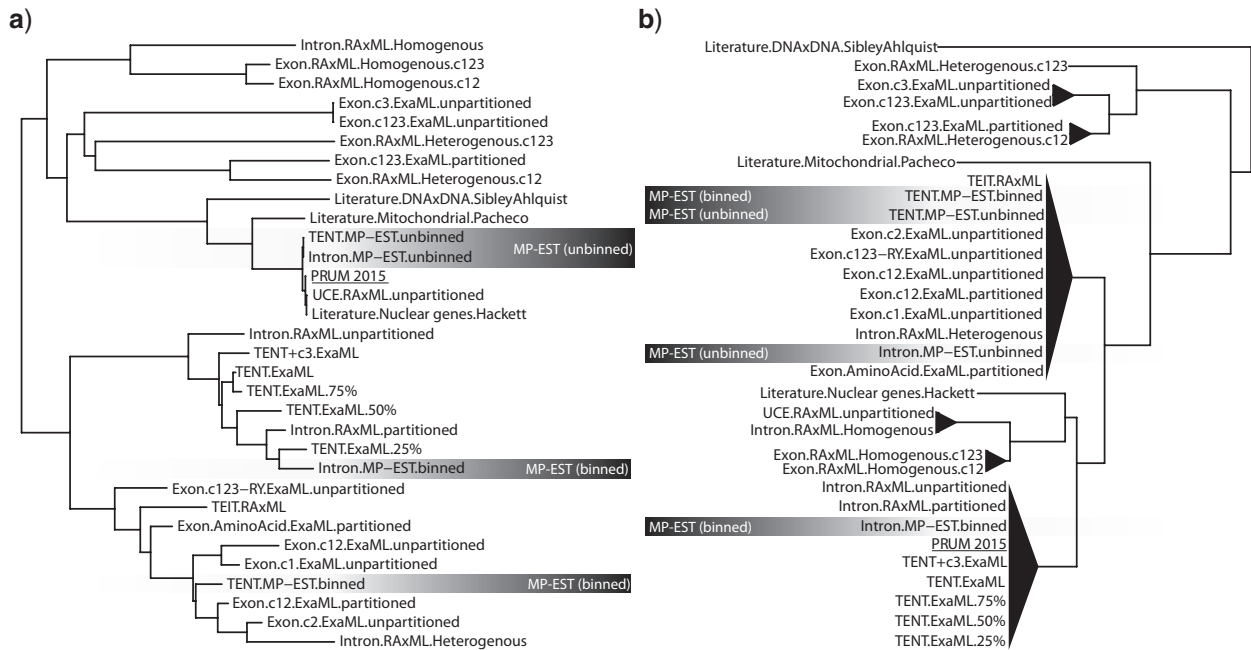 a)
Intron.RAxML.Homogenous
Exon.RAxML.Homogenous.c123
Exon.RAxML.Homogenous.c12
Exon.c3.ExaML.unpartitioned
Exon.c123.ExaML.unpartitioned
Exon.RAxML.Heterogenous.c123
Exon.c123.ExaML.partitioned
Exon.RAxML.Heterogenous.c12
Literature.DNAxDNA.SibleyAhlquist
Literature.Mitochondrial.Pacheco
TENT.MP−EST.unbinned
MP-EST (unbinned)
Intron.MP−EST.unbinned
PRUM 2015
UCE.RAxML.unpartitioned
Literature.Nuclear genes.Hackett
Intron.RAxML.unpartitioned
TENT+c3.ExaML
TENT.ExaML
TENT.ExaML.75%
TENT.ExaML.50%
Intron.RAxML.partitioned
TENT.ExaML.25%
Intron.MP−EST.binned MP-EST (binned)
Exon.c123−RY.ExaML.unpartitioned
TEIT.RAxML
Exon.AminoAcid.ExaML.partitioned
Exon.c12.ExaML.unpartitioned
Exon.c1.ExaML.unpartitioned
TENT.MP−EST.binned MP-EST (binned)
Exon.c12.ExaML.partitioned
Exon.c2.ExaML.unpartitioned
Intron.RAxML.Heterogenous
b)
Literature.DNAxDNA.SibleyAhlquist
Exon.RAxML.Heterogenous.c123
Exon.c3.ExaML.unpartitioned
Exon.c123.ExaML.unpartitioned
Exon.c123.ExaML.partitioned
Exon.RAxML.Heterogenous.c12
Literature.Mitochondrial.Pacheco
TEIT.RAxML
MP-EST (binned) TENT.MP−EST.binned
MP-EST (unbinned) TENT.MP−EST.unbinned
Exon.c2.ExaML.unpartitioned
Exon.c123−RY.ExaML.unpartitioned
Exon.c12.ExaML.unpartitioned
Exon.c12.ExaML.partitioned
Exon.c1.ExaML.unpartitioned
Intron.RAxML.Heterogenous
MP-EST (unbinned) Intron.MP−EST.unbinned
Exon.AminoAcid.ExaML.partitioned
Literature.Nuclear genes.Hackett
UCE.RAxML.unpartitioned
Intron.RAxML.Homogenous
Exon.RAxML.Homogenous.c123
Exon.RAxML.Homogenous.c12
Intron.RAxML.unpartitioned
Intron.RAxML.partitioned
MP-EST (binned) Intron.MP−EST.binned
PRUM 2015
TENT+c3.ExaML
TENT.ExaML
TENT.ExaML.75%
TENT.ExaML.50%
TENT.ExaML.25%